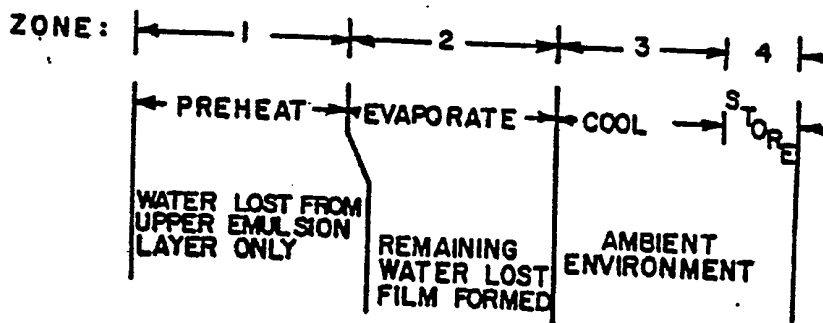 ZONE: 1 2 3 4
PREHEAT EVAPORATE COOL STORE
WATER LOST FROM
UPPER EMULSION
LAYER ONLY
REMAINING
WATER LOST
FILM FORMED
AMBIENT
ENVIRONMENT